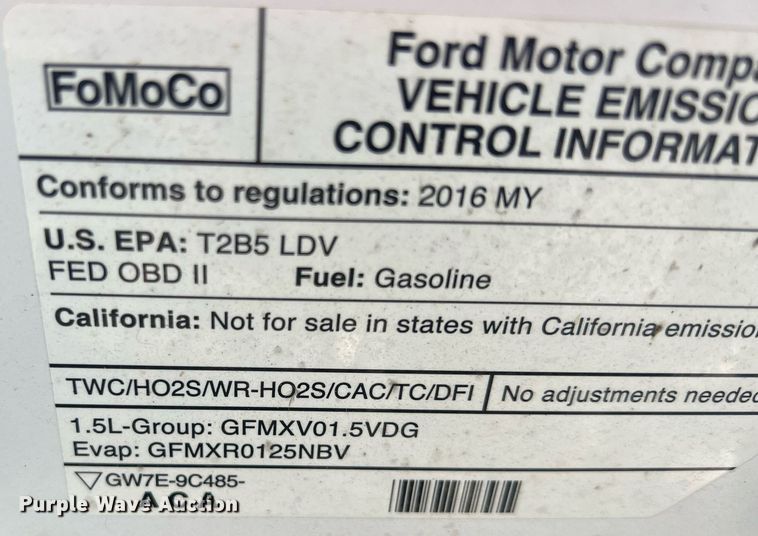 FoMoCo
Ford Motor Compa
VEHICLE EMISSIO
CONTROL INFORMAT
Conforms to regulations: 2016 MY
U.S. EPA: T2B5 LDV
FED OBD II Fuel: Gasoline
California: Not for sale in states with California emissio
TWC/HO2S/WR-HO2S/CAC/TC/DFI No adjustments needed
1.5L-Group: GFMXV01.5VDG
Evap: GFMXR0125NBV
GW7E-9C485-
ACA
Purple Wave Auction